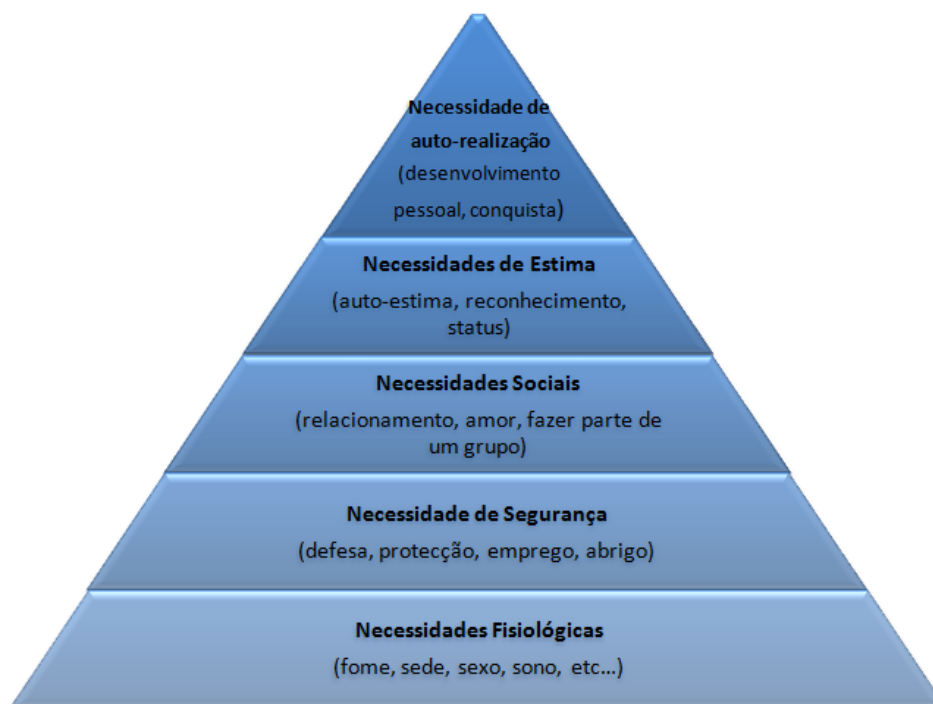 Necessidade de
auto-realização
(desenvolvimento
pessoal, conquista)
Necessidades de Estima
(auto-estima, reconhecimento,
status)
Necessidades Sociais
(relacionamento, amor, fazer parte de
um grupo)
Necessidade de Segurança
(defesa, protecção, emprego, abrigo)
Necessidades Fisiológicas
(fome, sede, sexo, sono, etc...)